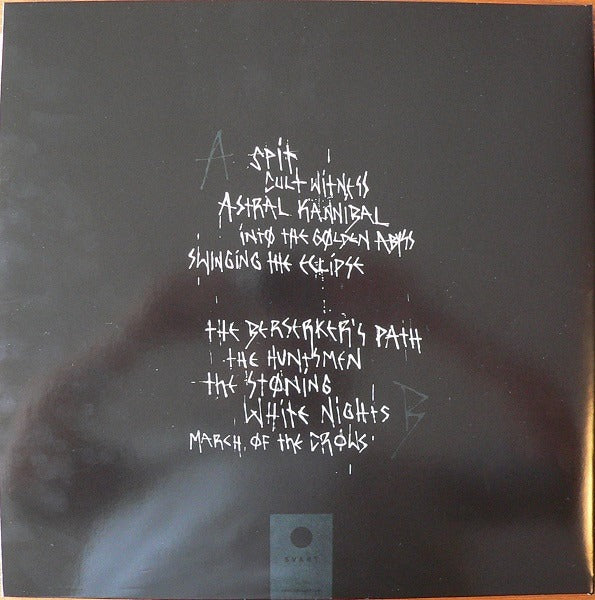 A
SPIT
CULT WITNESS
ASTRAL KANNIBAL
INTØ THE GØLDEN ABYSS
SWINGING THE ECLIPSE
THE BERSERKER'S PATH
THE HUNTSMEN
THE STØNING
WHITE NIGHTS
B
MARCH OF THE CROWS
SVART